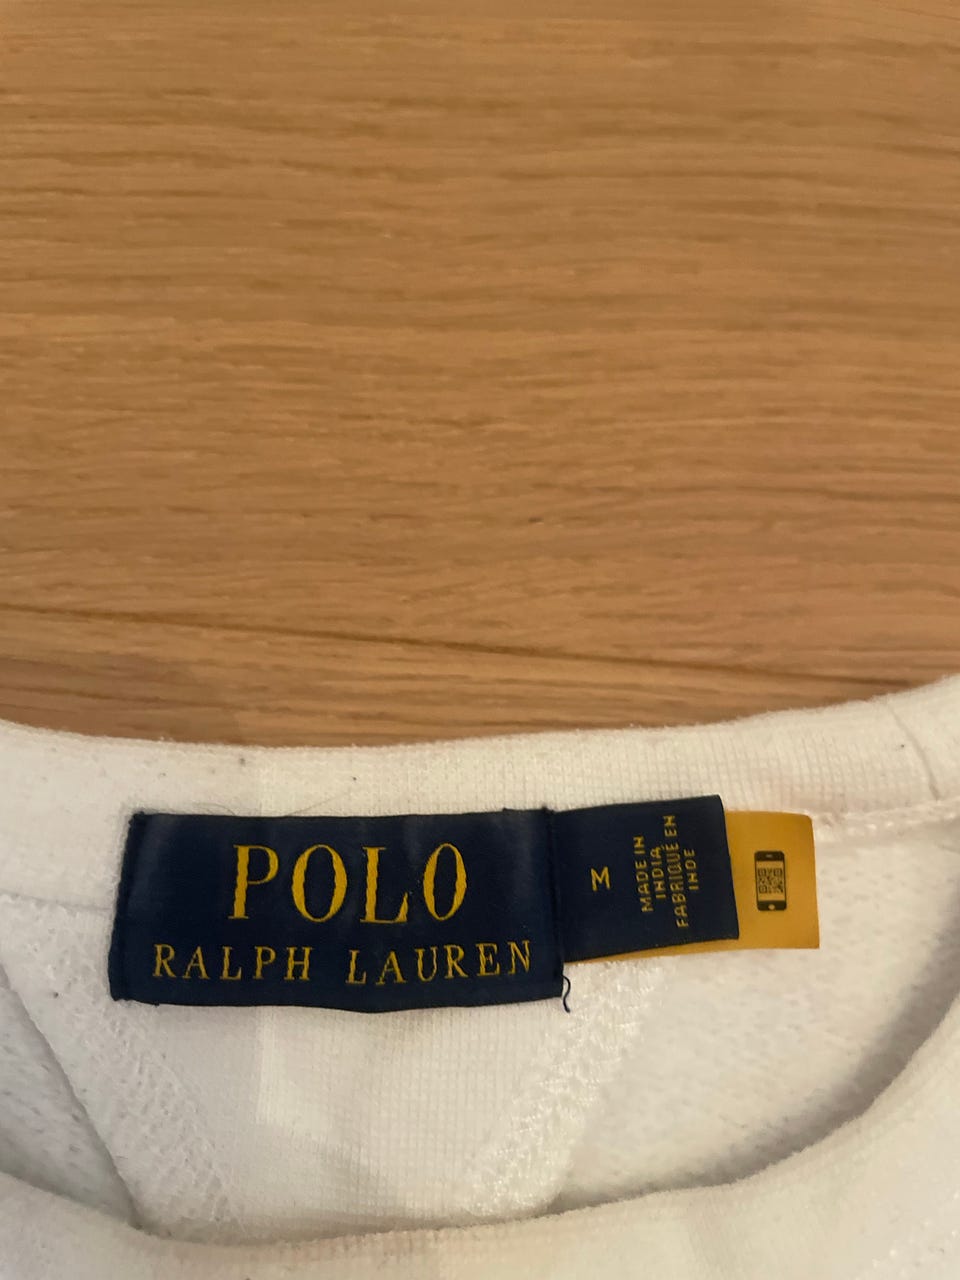 POLO
RALPH LAUREN
M
MADE IN
INDIA
FABRIQUÉ EN
INDE